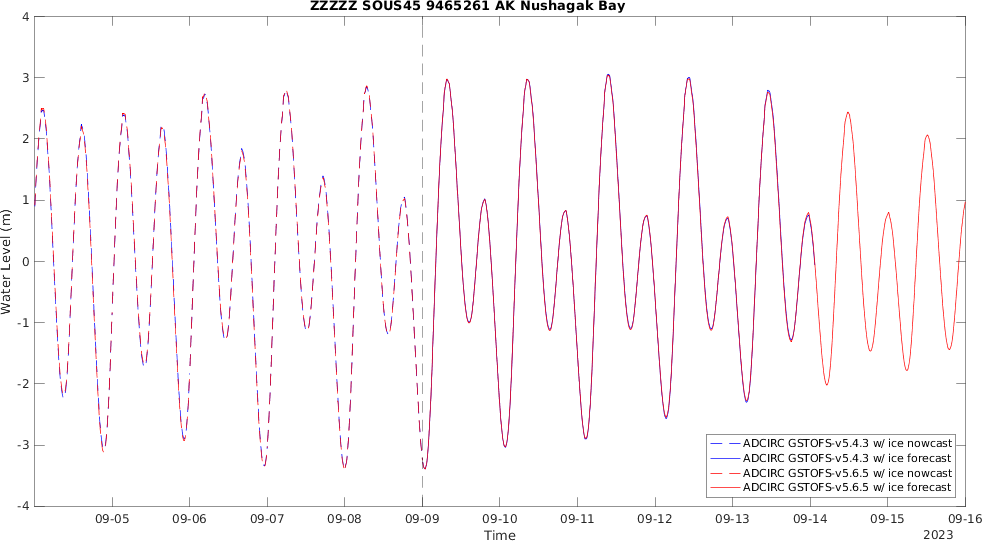 ZZZZZ SOUS45 9465261 AK Nushagak Bay
4
3
2
1
0
-1
-2
-3
-4
Water Level (m)
ADCIRC GSTOFS-v5.4.3 w/ ice nowcast
ADCIRC GSTOFS-v5.4.3 w/ ice forecast
ADCIRC GSTOFS-v5.6.5 w/ ice nowcast
ADCIRC GSTOFS-v5.6.5 w/ ice forecast
09-05 09-06 09-07 09-08 09-09 09-10 09-11 09-12 09-13 09-14 09-15 09-16
Time
2023